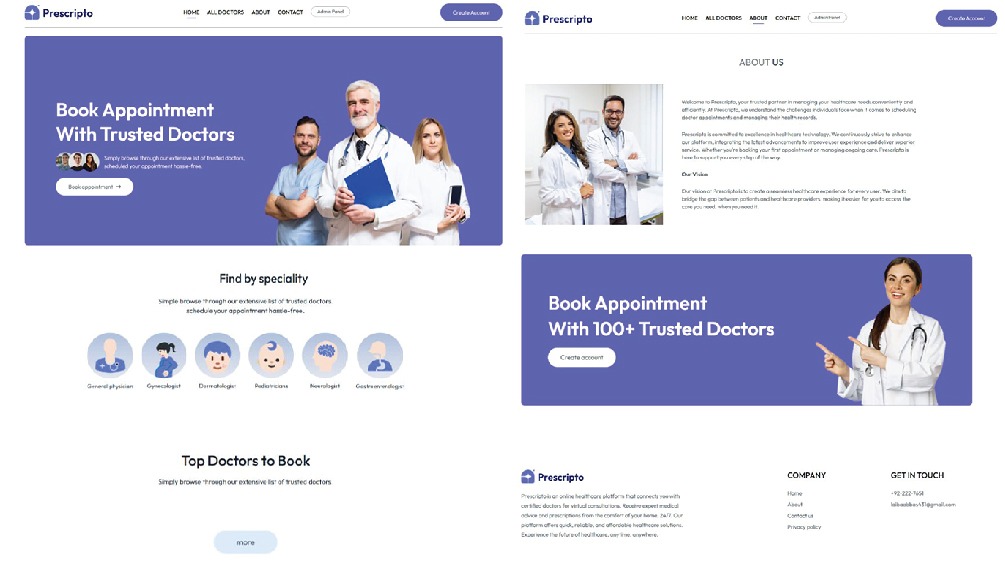 Prescripto
HOME ALL DOCTORS ABOUT CONTACT Admin Panel
Create Account
Book Appointment
With Trusted Doctors
Simply browse through our extensive list of trusted doctors,
schedule your appointment hassle-free.
Book appointment →
Find by speciality
Simple browse through our extensive list of trusted doctors,
schedule your appointment hassle-free.
General physician Gynecologist Dermatologist Pediatricians Neurologist Gastroenterologist
Top Doctors to Book
Simply browse through our extensive list of trusted doctors
more
Prescripto
HOME ALL DOCTORS ABOUT CONTACT Admin Panel
Create Account
ABOUT US
Welcome to Prescripto, your trusted partner in managing your healthcare needs conveniently and
efficiently. At Prescripto, we understand the challenges individuals face when it comes to scheduling
doctor appointments and managing their health records.
Prescripto is committed to excellence in healthcare technology. We continuously strive to enhance
our platform, integrating the latest advancements to improve user experience and deliver superior
service. Whether you're booking your first appointment or managing ongoing care, Prescripto is
here to support you every step of the way.
Our Vision
Our vision at Prescripto is to create a seamless healthcare experience for every user. We aim to
bridge the gap between patients and healthcare providers, making it easier for you to access the
care you need, when you need it.
Book Appointment
With 100+ Trusted Doctors
Create account
Prescripto
Prescripto is an online healthcare platform that connects you with
certified doctors for virtual consultations. Receive expert medical
advice and prescriptions from the comfort of your home, 24/7. Our
platform offers quick, reliable, and affordable healthcare solutions.
Experience the future of healthcare, anytime, anywhere.
COMPANY
Home
About
Contact us
Privacy policy
GET IN TOUCH